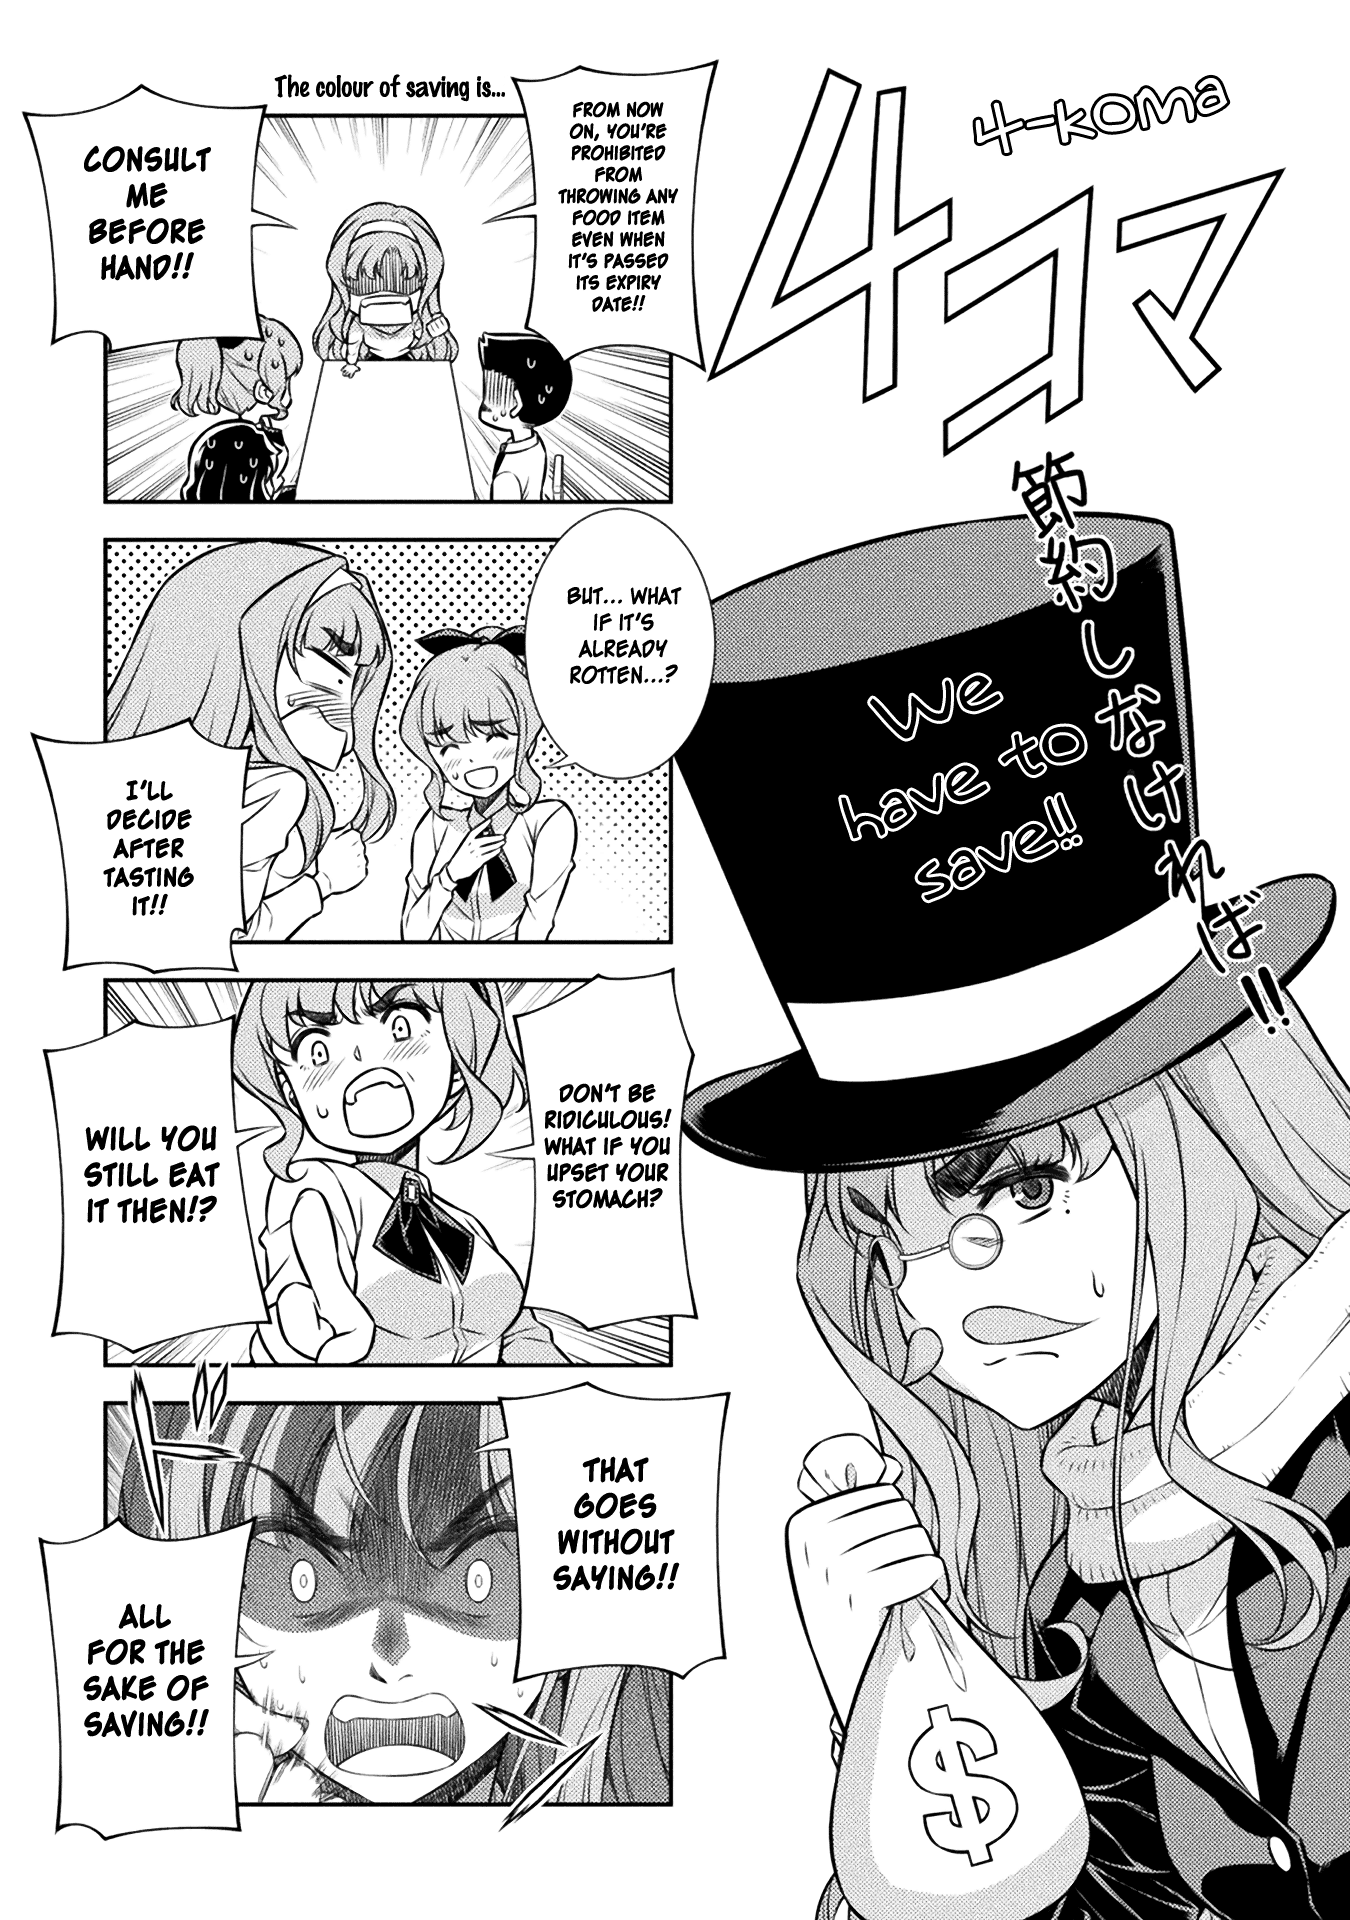 4-koma
4コマ
節約しなければ!!
We
have to
save!!
The colour of saving is...
FROM NOW
ON, YOU'RE
PROHIBITED
FROM
THROWING ANY
FOOD ITEM
EVEN WHEN
IT'S PASSED
ITS EXPIRY
DATE!!
CONSULT
ME
BEFORE
HAND!!
BUT... WHAT
IF IT'S
ALREADY
ROTTEN...?
I'LL
DECIDE
AFTER
TASTING
IT!!
DON'T BE
RIDICULOUS!
WHAT IF YOU
UPSET YOUR
STOMACH?
WILL YOU
STILL EAT
IT THEN!?
THAT
GOES
WITHOUT
SAYING!!
ド
ン
ALL
FOR THE
SAKE OF
SAVING!!
$